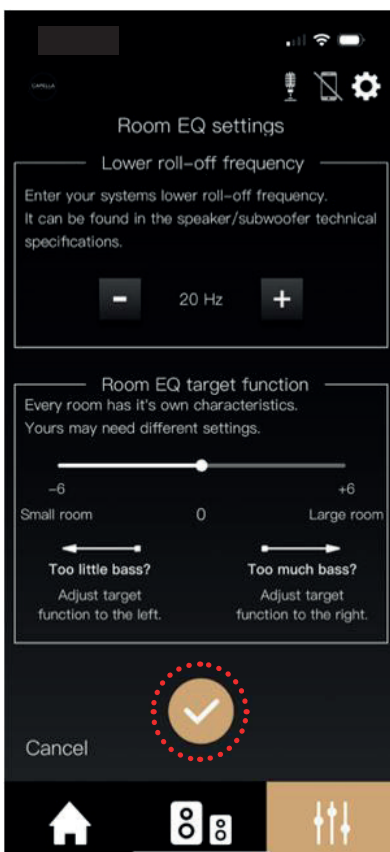 CAPELLA
Room EQ settings
Lower roll-off frequency
Enter your systems lower roll-off frequency.
It can be found in the speaker/subwoofer technical
specifications.
- 20 Hz +
Room EQ target function
Every room has it's own characteristics.
Yours may need different settings.
-6 +6
Small room 0 Large room
Too little bass? Too much bass?
Adjust target Adjust target
function to the left. function to the right.
Cancel